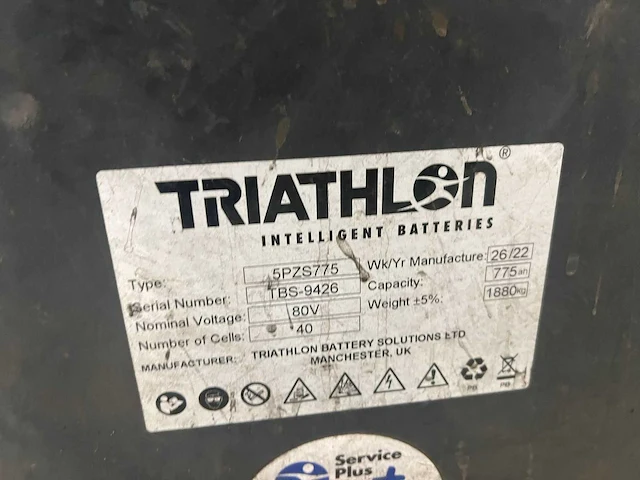 TRIATHLON®
INTELLIGENT BATTERIES
Type: 5PZS775
Serial Number: TBS-9426
Nominal Voltage: 80V
Number of Cells: 40
Wk/Yr Manufacture: 26/22
Capacity: 775ah
Weight ±5%: 1880kg
MANUFACTURER: TRIATHLON BATTERY SOLUTIONS LTD
MANCHESTER, UK
PB PB
Service
Plus